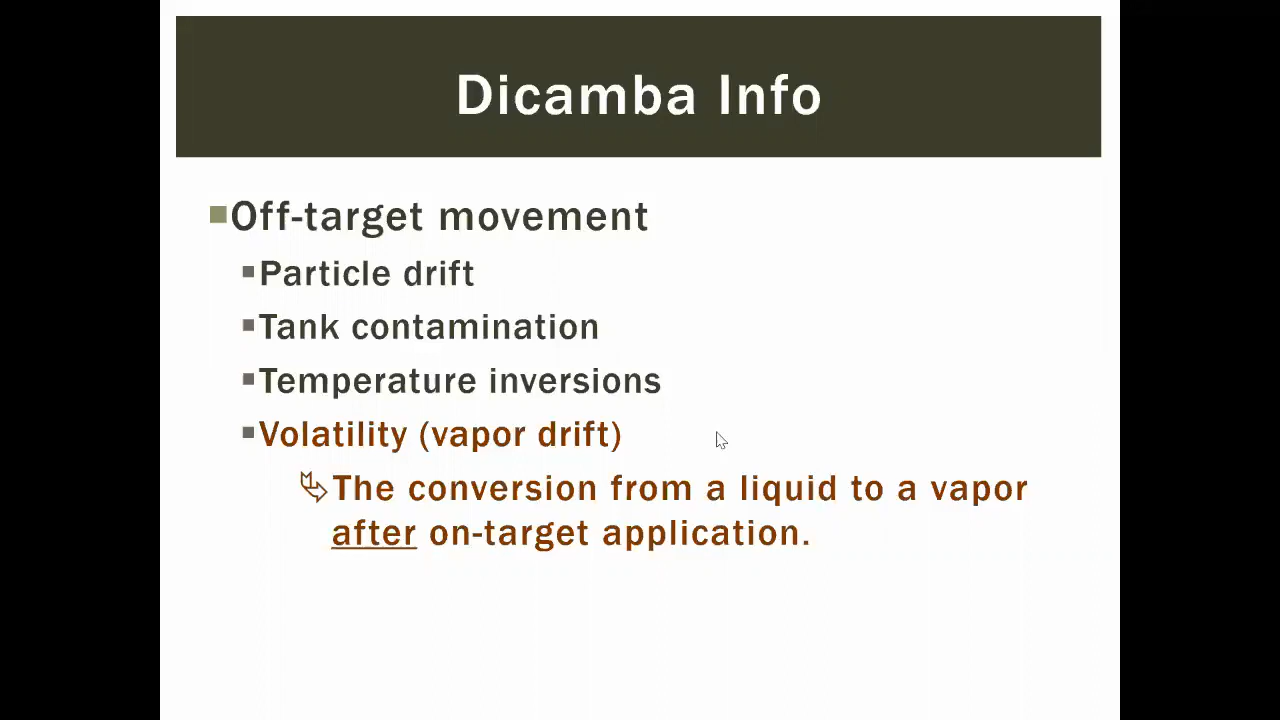 Dicamba Info
Off-target movement
Particle drift
Tank contamination
Temperature inversions
Volatility (vapor drift)
The conversion from a liquid to a vapor
after on-target application.